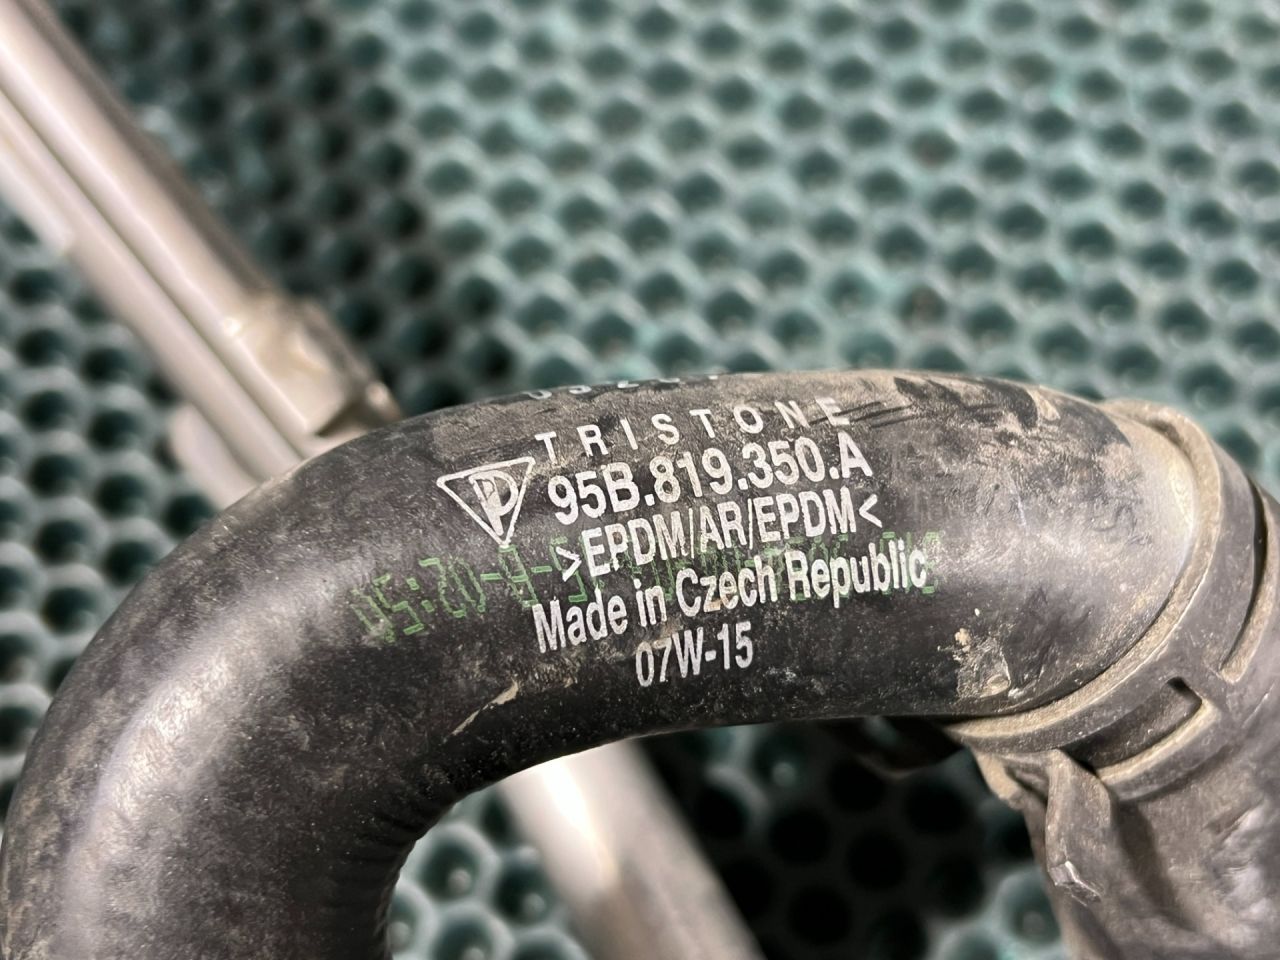 TRISTONE
95B.819.350.A
>EPDM/AR/EPDM<
Made in Czech Republic
07W-15